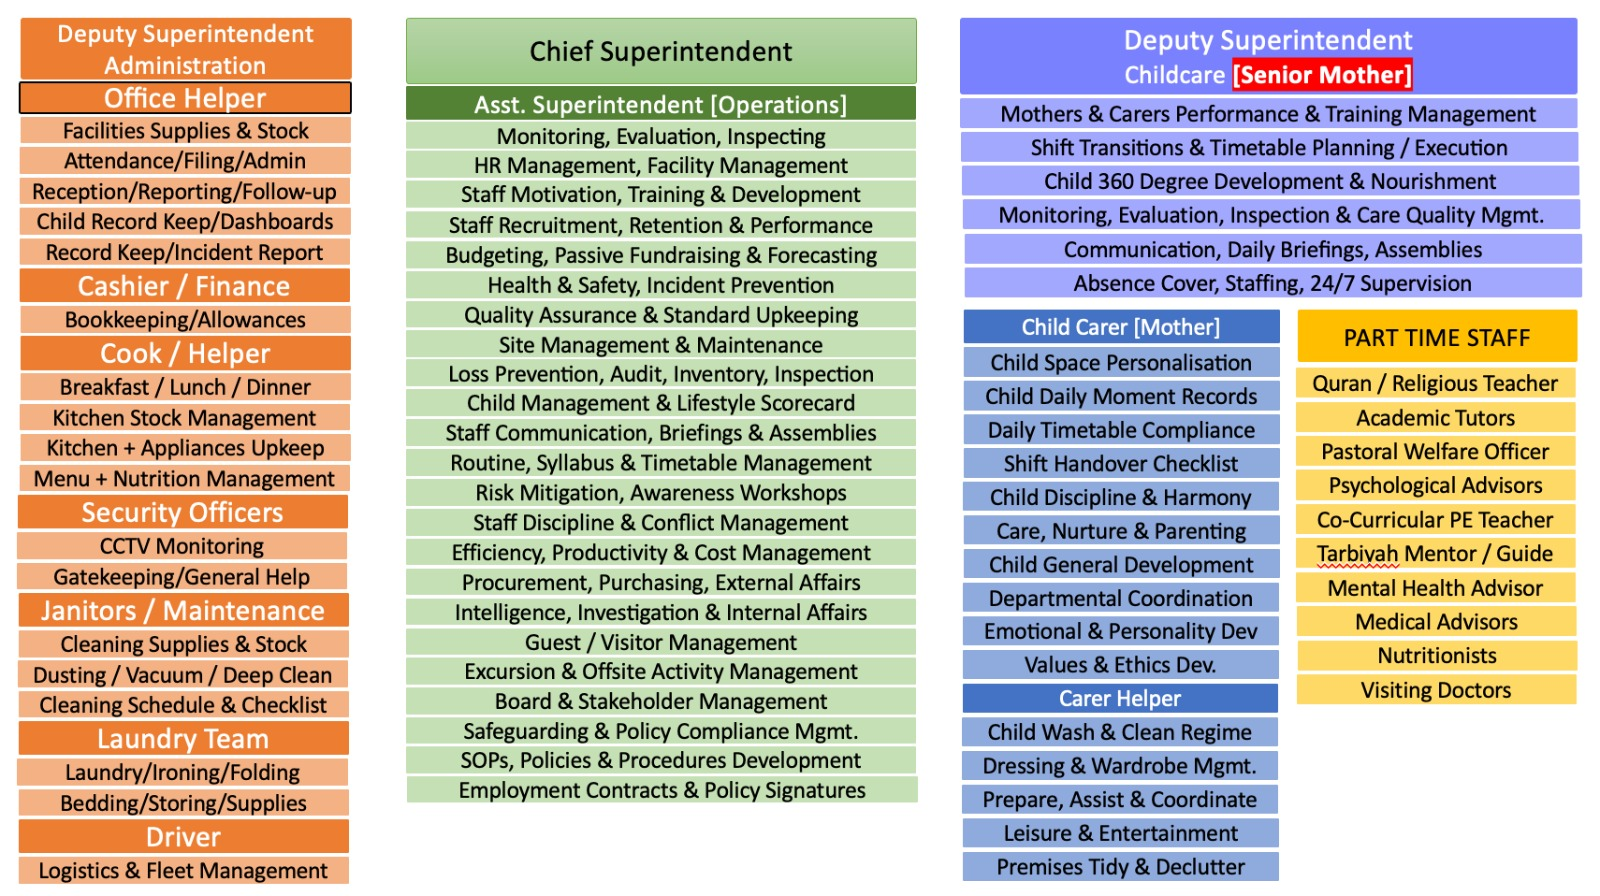 Deputy Superintendent
Administration
Office Helper
Facilities Supplies & Stock
Attendance/Filing/Admin
Reception/Reporting/Follow-up
Child Record Keep/Dashboards
Record Keep/Incident Report
Cashier / Finance
Bookkeeping/Allowances
Cook / Helper
Breakfast / Lunch / Dinner
Kitchen Stock Management
Kitchen + Appliances Upkeep
Menu + Nutrition Management
Security Officers
CCTV Monitoring
Gatekeeping/General Help
Janitors / Maintenance
Cleaning Supplies & Stock
Dusting / Vacuum / Deep Clean
Cleaning Schedule & Checklist
Laundry Team
Laundry/Ironing/Folding
Bedding/Storing/Supplies
Driver
Logistics & Fleet Management
Chief Superintendent
Asst. Superintendent [Operations]
Monitoring, Evaluation, Inspecting
HR Management, Facility Management
Staff Motivation, Training & Development
Staff Recruitment, Retention & Performance
Budgeting, Passive Fundraising & Forecasting
Health & Safety, Incident Prevention
Quality Assurance & Standard Upkeeping
Site Management & Maintenance
Loss Prevention, Audit, Inventory, Inspection
Child Management & Lifestyle Scorecard
Staff Communication, Briefings & Assemblies
Routine, Syllabus & Timetable Management
Risk Mitigation, Awareness Workshops
Staff Discipline & Conflict Management
Efficiency, Productivity & Cost Management
Procurement, Purchasing, External Affairs
Intelligence, Investigation & Internal Affairs
Guest / Visitor Management
Excursion & Offsite Activity Management
Board & Stakeholder Management
Safeguarding & Policy Compliance Mgmt.
SOPs, Policies & Procedures Development
Employment Contracts & Policy Signatures
Deputy Superintendent
Childcare [Senior Mother]
Mothers & Carers Performance & Training Management
Shift Transitions & Timetable Planning / Execution
Child 360 Degree Development & Nourishment
Monitoring, Evaluation, Inspection & Care Quality Mgmt.
Communication, Daily Briefings, Assemblies
Absence Cover, Staffing, 24/7 Supervision
Child Carer [Mother]
Child Space Personalisation
Child Daily Moment Records
Daily Timetable Compliance
Shift Handover Checklist
Child Discipline & Harmony
Care, Nurture & Parenting
Child General Development
Departmental Coordination
Emotional & Personality Dev
Values & Ethics Dev.
Carer Helper
Child Wash & Clean Regime
Dressing & Wardrobe Mgmt.
Prepare, Assist & Coordinate
Leisure & Entertainment
Premises Tidy & Declutter
PART TIME STAFF
Quran / Religious Teacher
Academic Tutors
Pastoral Welfare Officer
Psychological Advisors
Co-Curricular PE Teacher
Tarbiyah Mentor / Guide
Mental Health Advisor
Medical Advisors
Nutritionists
Visiting Doctors